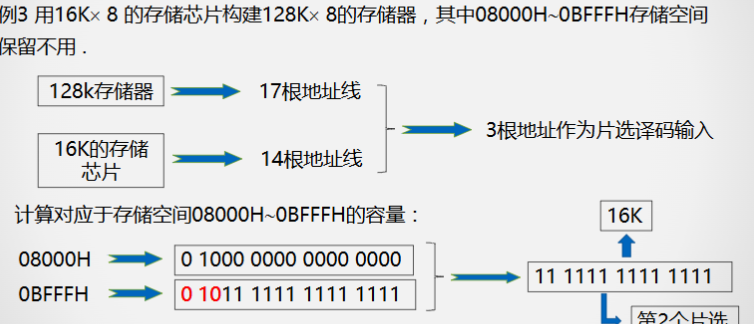 例3 用16K× 8 的存储芯片构建128K× 8的存储器，其中08000H~0BFFFH存储空间
保留不用．
128k存储器
17根地址线
3根地址作为片选译码输入
16K的存储
芯片
14根地址线
计算对应于存储空间08000H~0BFFFH的容量：
16K
08000H
0 1000 0000 0000 0000
11 1111 1111 1111
0BFFFH
0 1011 1111 1111 1111
第2个片选